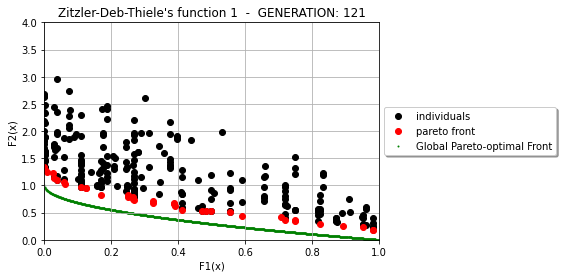 Zitzler-Deb-Thiele's function 1 - GENERATION: 121
4.0
3.5
3.0
2.5
2.0
1.5
1.0
0.5
0.0
F2(x)
0.0 0.2 0.4 0.6 0.8 1.0
F1(x)
individuals
pareto front
Global Pareto-optimal Front